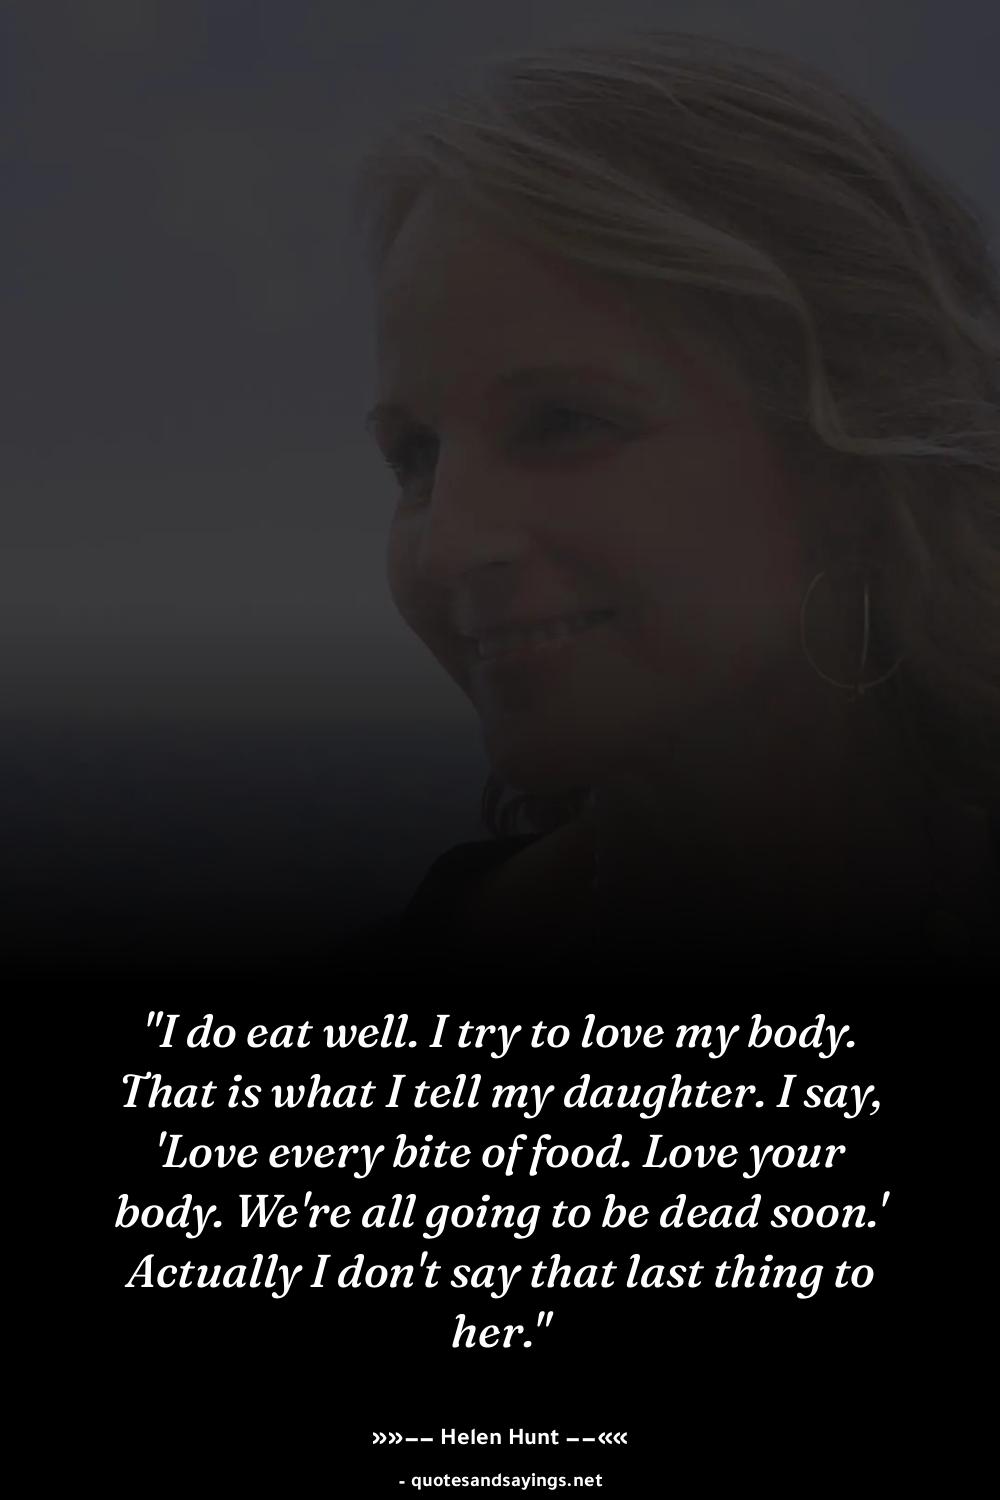 "I do eat well. I try to love my body.
That is what I tell my daughter. I say,
'Love every bite of food. Love your
body. We're all going to be dead soon.'
Actually I don't say that last thing to
her."
»»–– Helen Hunt ––««
- quotesandsayings.net